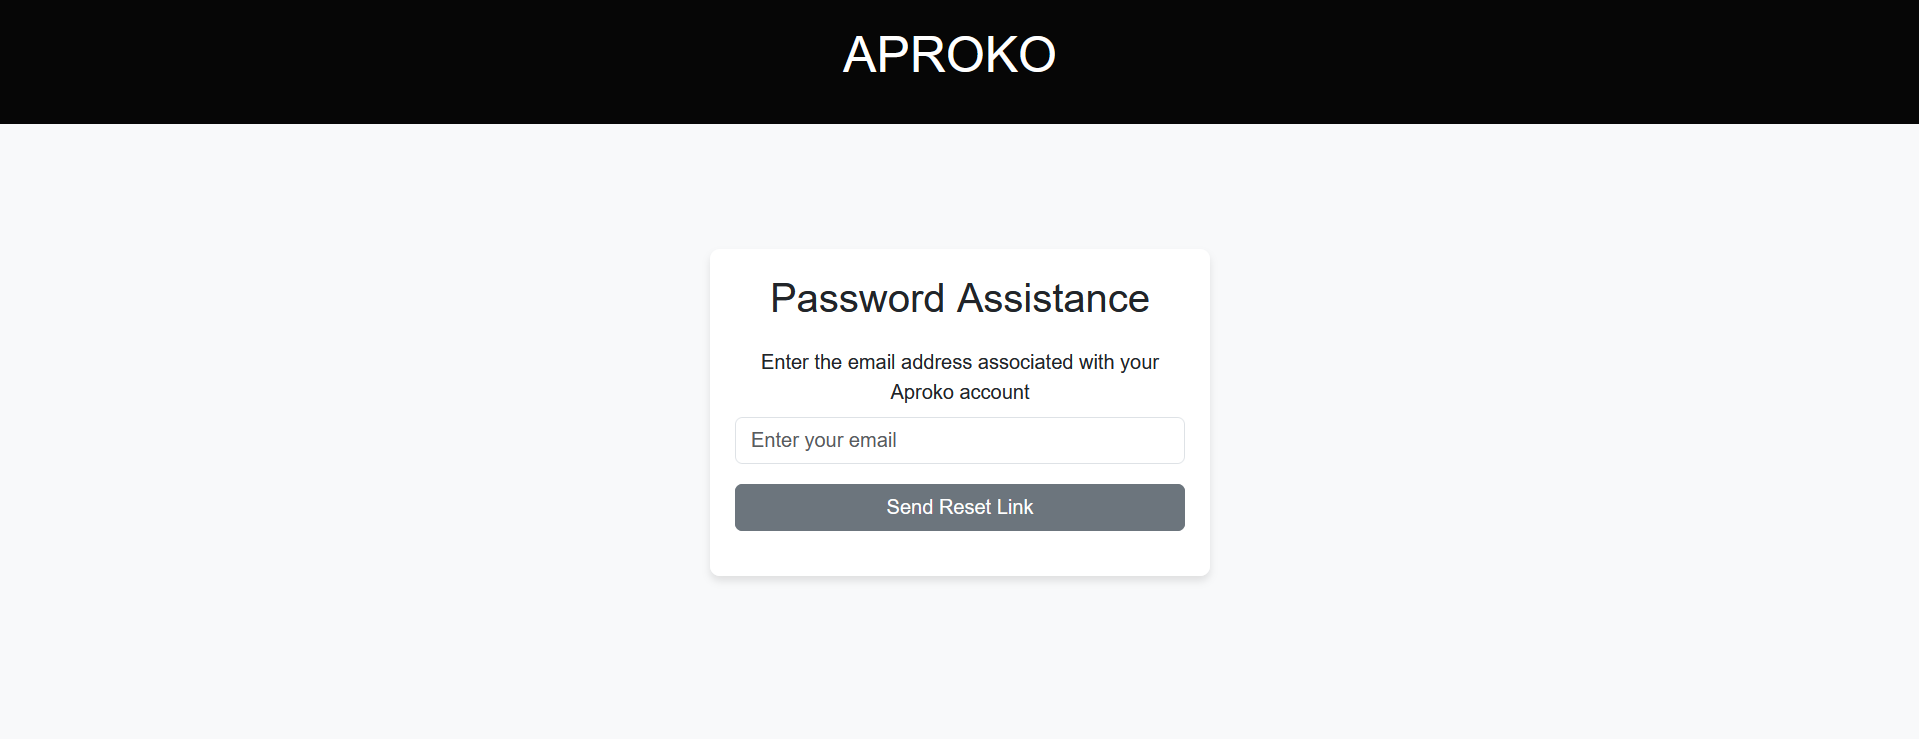 APROKO
Password Assistance
Enter the email address associated with your
Aproko account
Enter your email
Send Reset Link